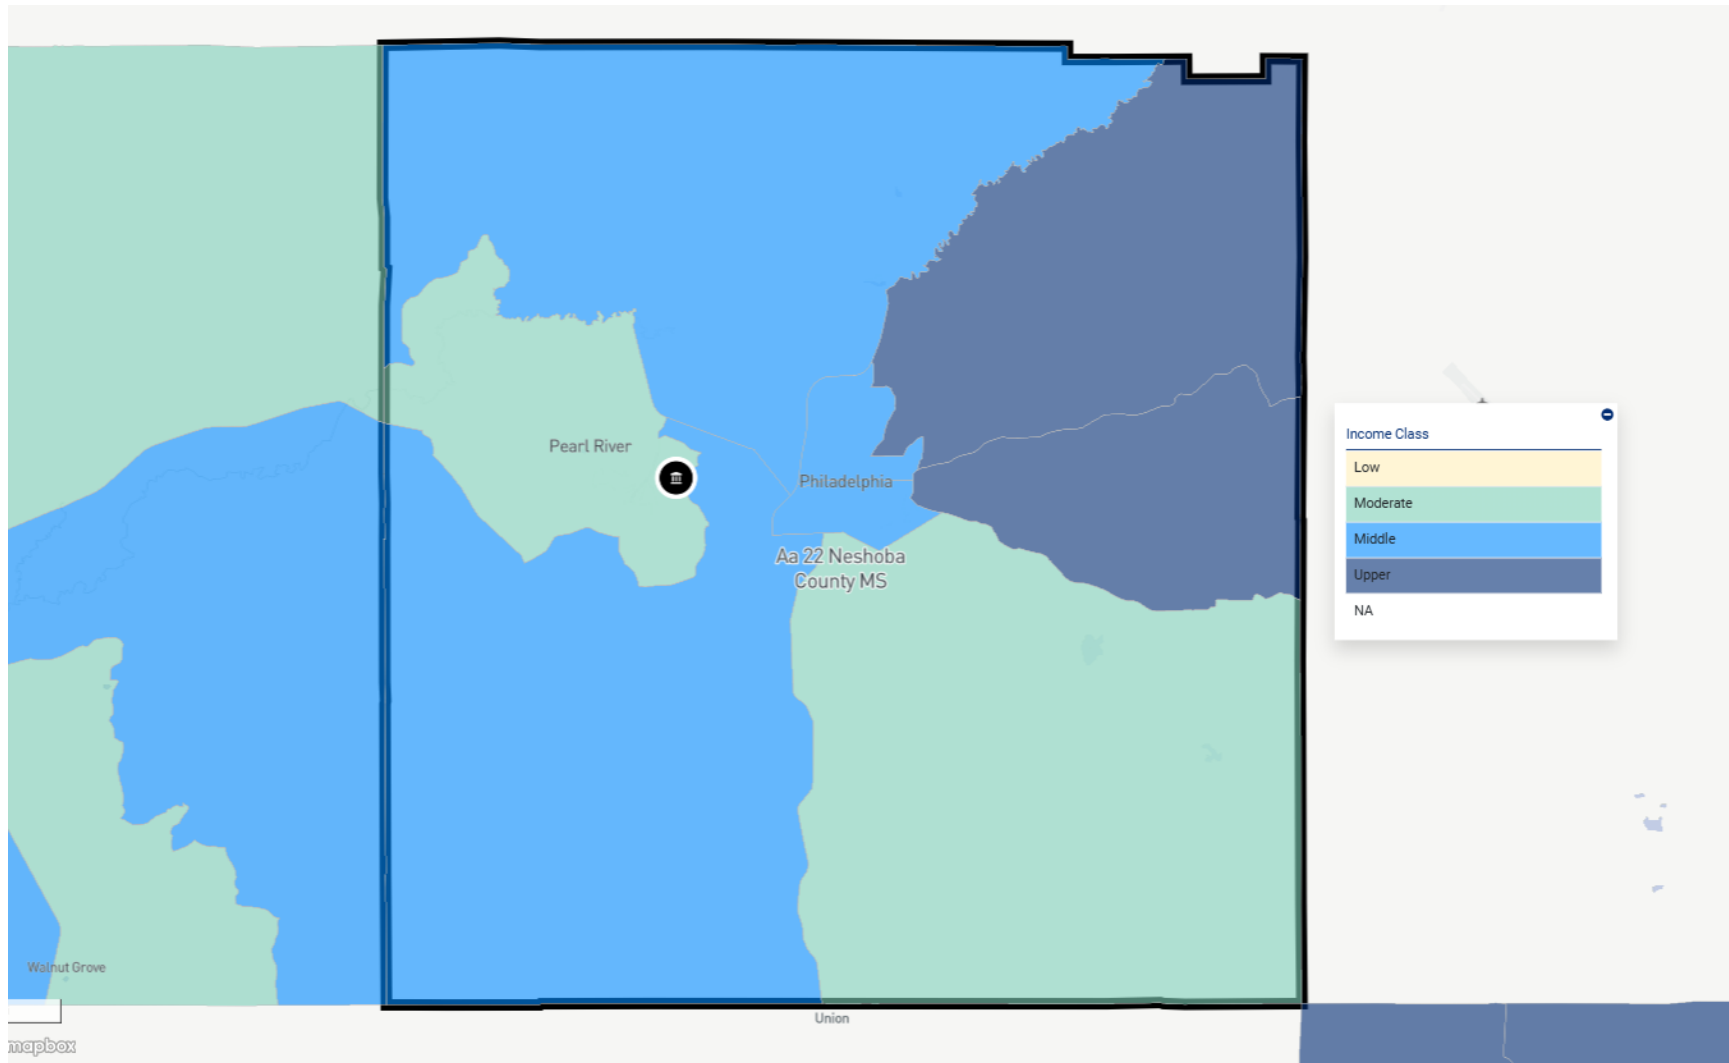 Pearl River
Philadelphia
Aa 22 Neshoba
County MS
Income Class
Low
Moderate
Middle
Upper
NA
Walnut Grove
Union
mapbox